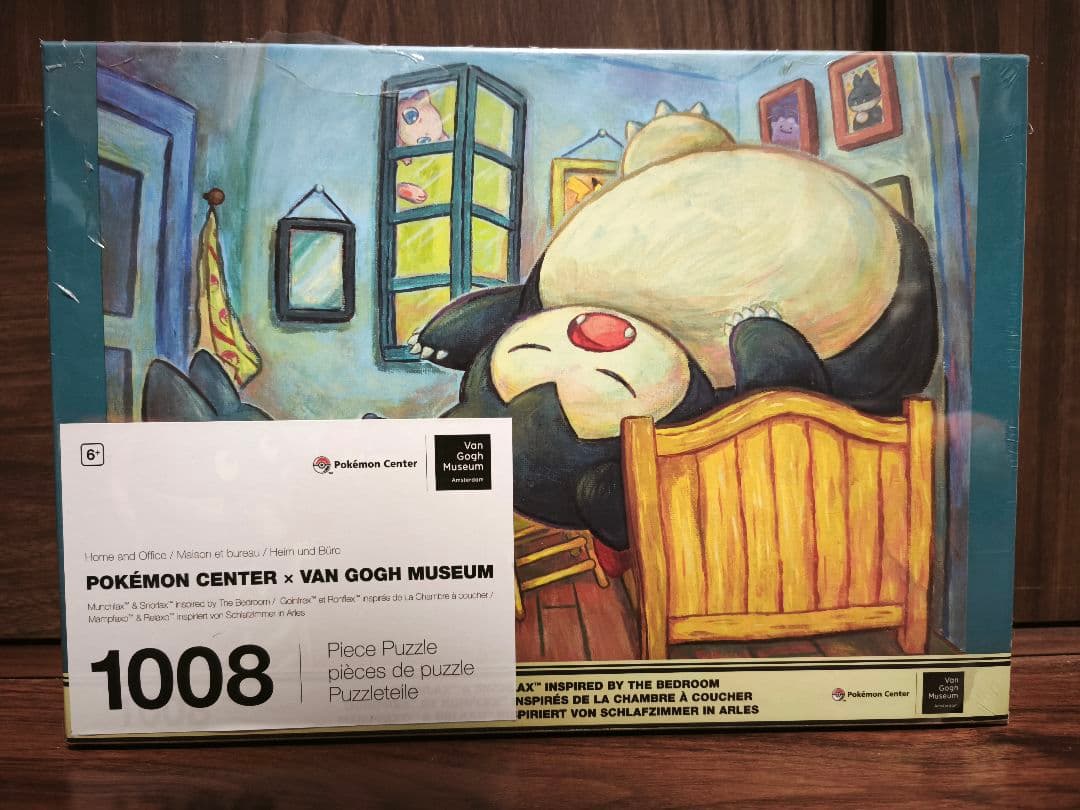 6+
Pokémon Center
Van
Gogh
Museum
Amsterdam
Home and Office / Maison et bureau / Heim und Büro
POKÉMON CENTER × VAN GOGH MUSEUM
Munchlax™ & Snorlax™ inspired by The Bedroom / Goinfrex™ et Ronflex™ inspirés de La Chambre à coucher /
Mampfaxo™ & Relaxo™ inspiriert von Schlafzimmer in Arles
1008
Piece Puzzle
pièces de puzzle
Puzzleteile
AX™ INSPIRED BY THE BEDROOM
NSPIRÉS DE LA CHAMBRE À COUCHER
PIRIERT VON SCHLAFZIMMER IN ARLES
Pokémon Center
Van
Gogh
Museum
Amsterdam